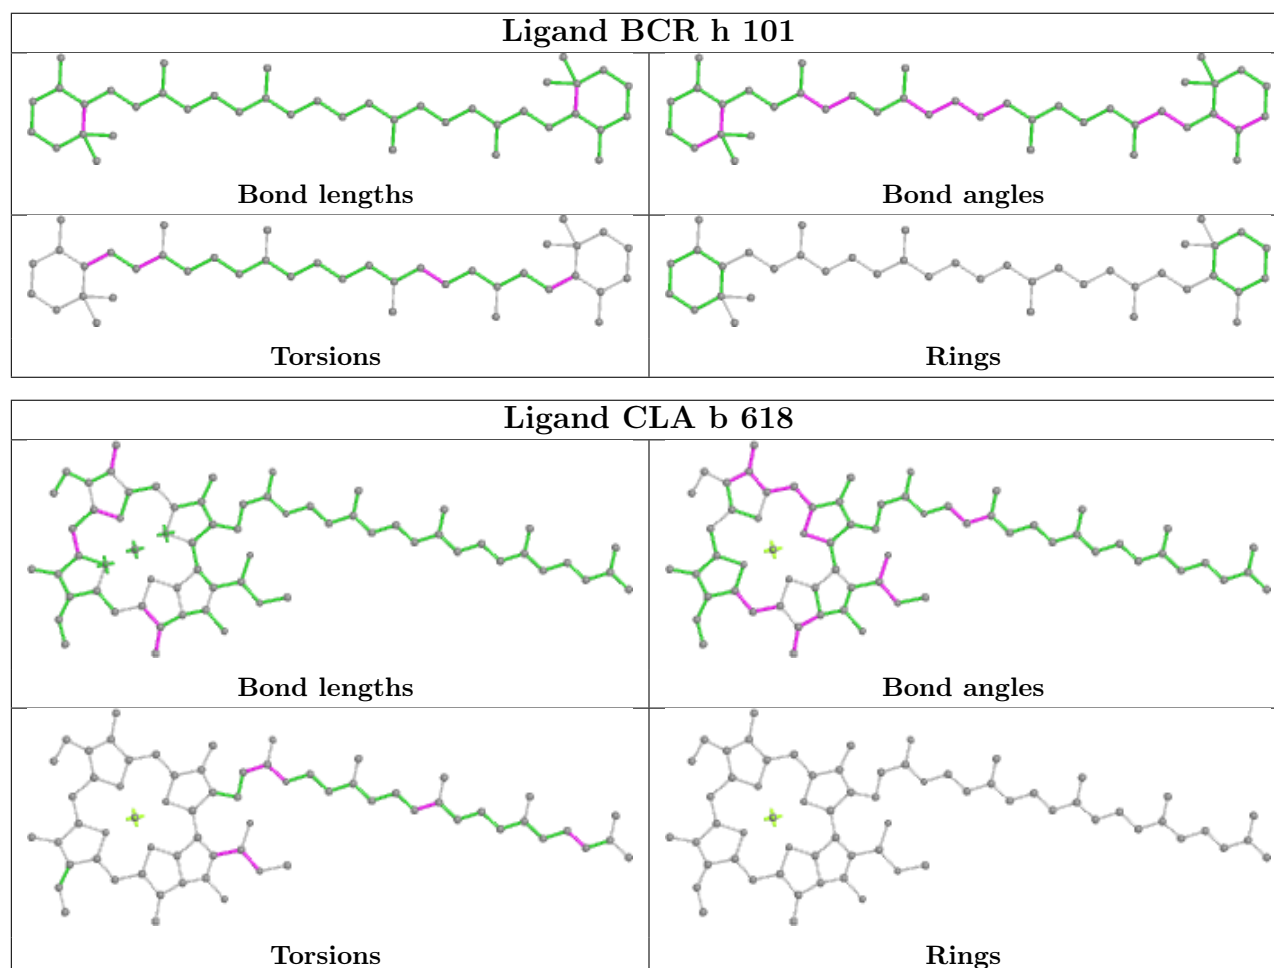 Ligand BCR h 101
Bond lengths
Bond angles
Torsions
Rings
Ligand CLA b 618
Bond lengths
Bond angles
Torsions
Rings